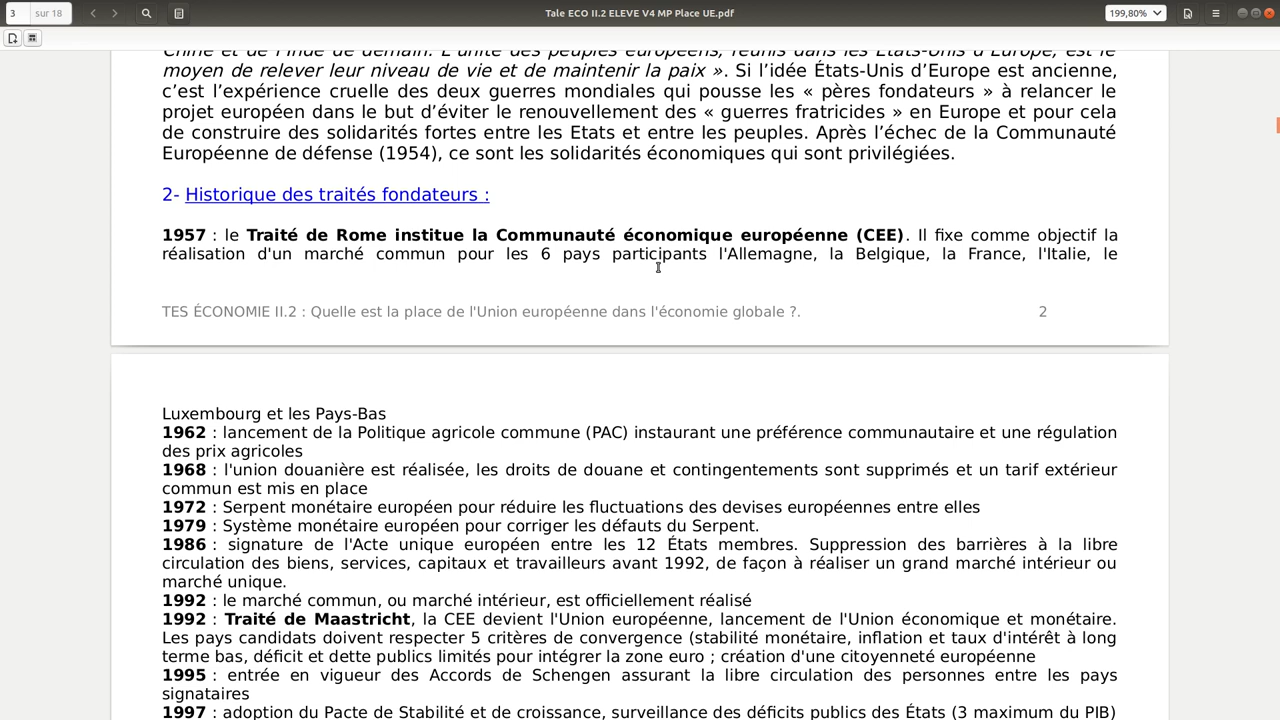 3 sur 18
Tale ECO II.2 ELEVE V4 MP Place UE.pdf
199,80%
Chine et de l'Inde de demain. L'unité des peuples européens, réunis dans les États-Unis d'Europe, est le
moyen de relever leur niveau de vie et de maintenir la paix ». Si l’idée États-Unis d’Europe est ancienne,
c’est l’expérience cruelle des deux guerres mondiales qui pousse les « pères fondateurs » à relancer le
projet européen dans le but d’éviter le renouvellement des « guerres fratricides » en Europe et pour cela
de construire des solidarités fortes entre les Etats et entre les peuples. Après l’échec de la Communauté
Européenne de défense (1954), ce sont les solidarités économiques qui sont privilégiées.
2- Historique des traités fondateurs :
1957 : le Traité de Rome institue la Communauté économique européenne (CEE). Il fixe comme objectif la
réalisation d'un marché commun pour les 6 pays participants l'Allemagne, la Belgique, la France, l'Italie, le
TES ÉCONOMIE II.2 : Quelle est la place de l'Union européenne dans l'économie globale ?. 2
Luxembourg et les Pays-Bas
1962 : lancement de la Politique agricole commune (PAC) instaurant une préférence communautaire et une régulation
des prix agricoles
1968 : l'union douanière est réalisée, les droits de douane et contingentements sont supprimés et un tarif extérieur
commun est mis en place
1972 : Serpent monétaire européen pour réduire les fluctuations des devises européennes entre elles
1979 : Système monétaire européen pour corriger les défauts du Serpent.
1986 : signature de l'Acte unique européen entre les 12 États membres. Suppression des barrières à la libre
circulation des biens, services, capitaux et travailleurs avant 1992, de façon à réaliser un grand marché intérieur ou
marché unique.
1992 : le marché commun, ou marché intérieur, est officiellement réalisé
1992 : Traité de Maastricht, la CEE devient l'Union européenne, lancement de l'Union économique et monétaire.
Les pays candidats doivent respecter 5 critères de convergence (stabilité monétaire, inflation et taux d'intérêt à long
terme bas, déficit et dette publics limités pour intégrer la zone euro ; création d'une citoyenneté européenne
1995 : entrée en vigueur des Accords de Schengen assurant la libre circulation des personnes entre les pays
signataires
1997 : adoption du Pacte de Stabilité et de croissance, surveillance des déficits publics des États (3 maximum du PIB)